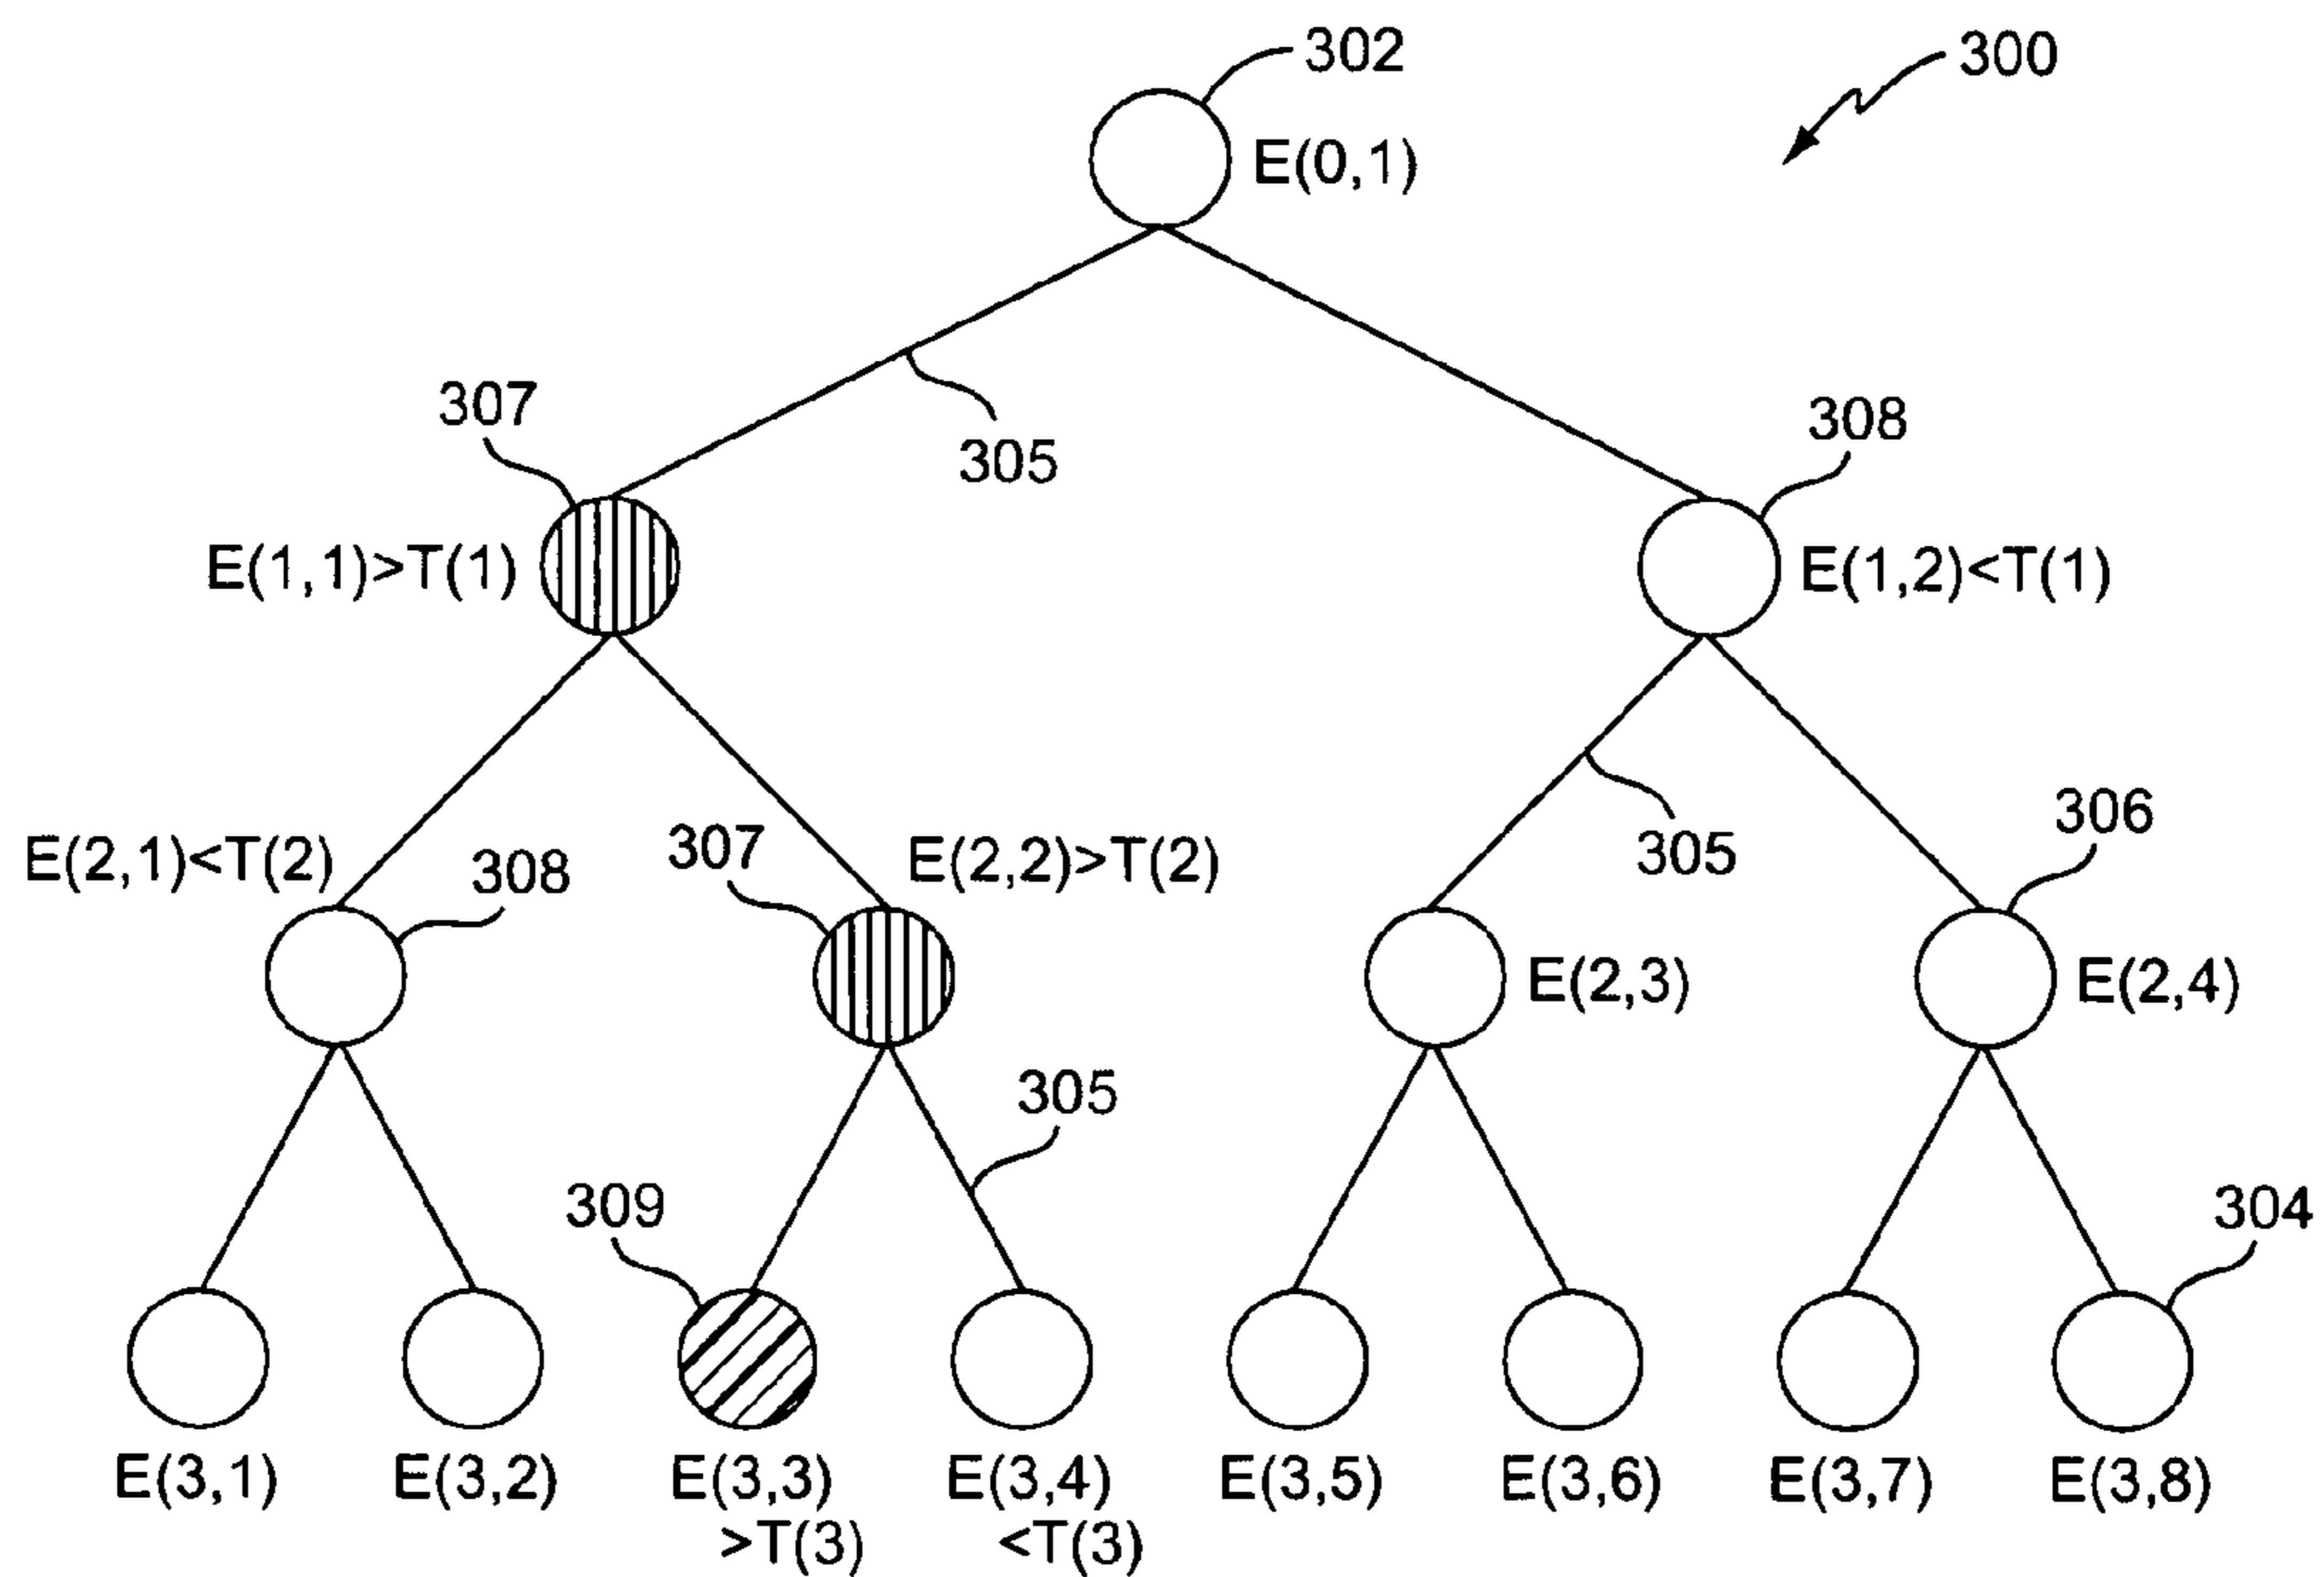 302
300
E(0,1)
307
305
308
E(1,1)>T(1)
E(1,2)<T(1)
E(2,1)<T(2)
308
307
E(2,2)>T(2)
305
306
E(2,3)
E(2,4)
305
309
304
E(3,1)
E(3,2)
E(3,3)
>T(3)
E(3,4)
<T(3)
E(3,5)
E(3,6)
E(3,7)
E(3,8)